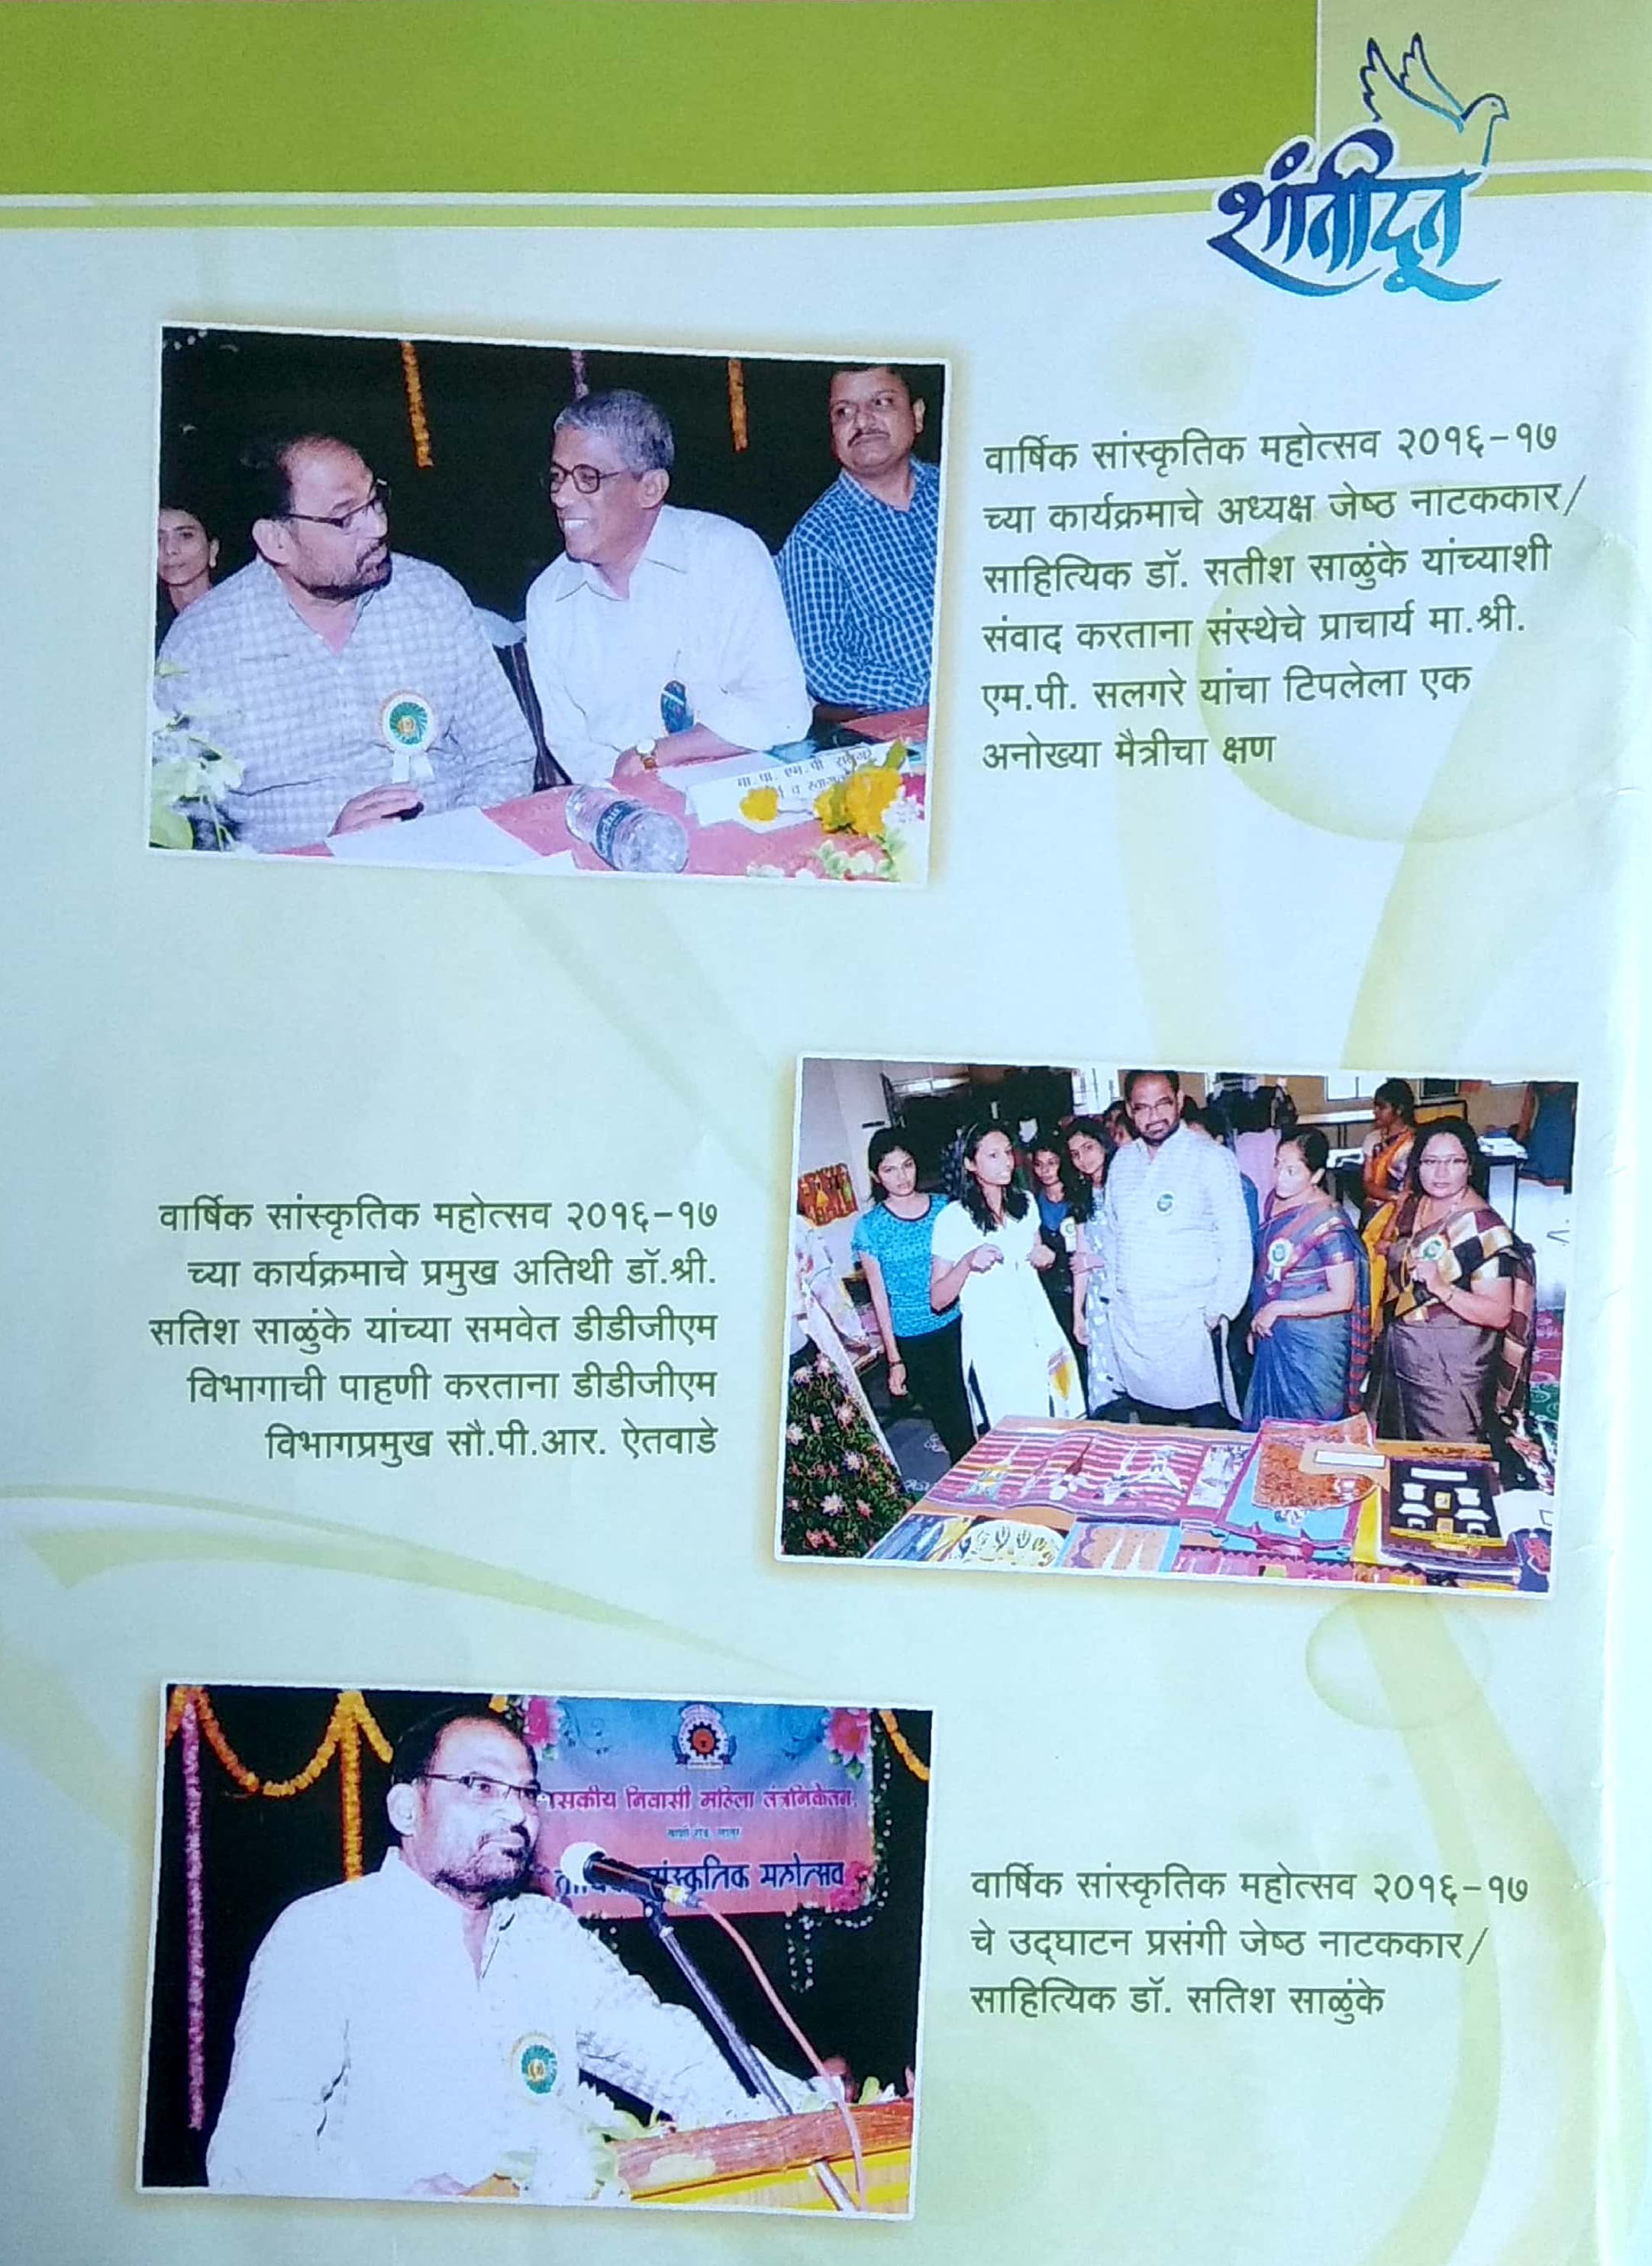 शांतीदूत
वार्षिक सांस्कृतिक महोत्सव २०१६-१७
च्या कार्यक्रमाचे अध्यक्ष जेष्ठ नाटककार/
साहित्यिक डॉ. सतीश साळुंके यांच्याशी
संवाद करताना संस्थेचे प्राचार्य मा.श्री.
एम.पी. सलगरे यांचा टिपलेला एक
अनोख्या मैत्रीचा क्षण
मा.प्रा. एम.पी.
व
वार्षिक सांस्कृतिक महोत्सव २०१६-१७
च्या कार्यक्रमाचे प्रमुख अतिथी डॉ.श्री.
सतिश साळुंके यांच्या समवेत डीडीजीएम
विभागाची पाहणी करताना डीडीजीएम
विभागप्रमुख सौ.पी.आर. ऐतवाडे
सकीय निवासी महिला तंत्रनिकेतन,
सांस्कृतिक महोत्सव
वार्षिक सांस्कृतिक महोत्सव २०१६-१७
चे उद्‌घाटन प्रसंगी जेष्ठ नाटककार/
साहित्यिक डॉ. सतिश साळुंके